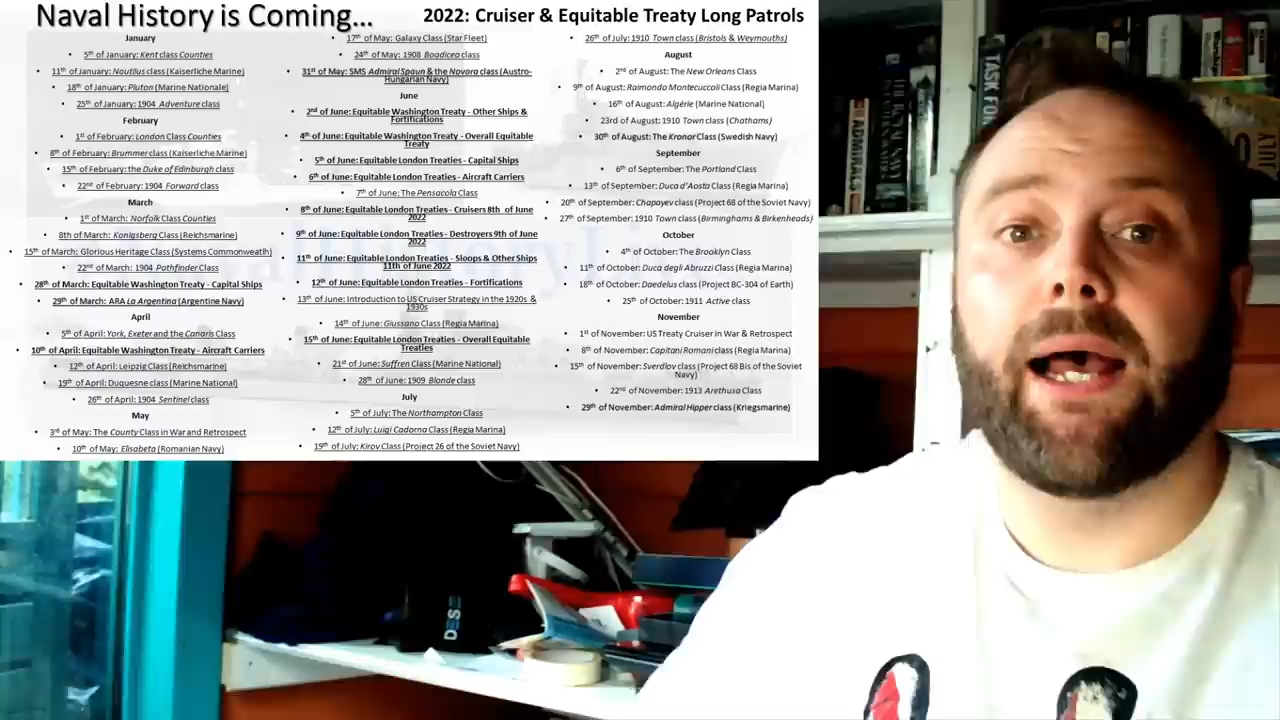 Naval History is Coming...
2022: Cruiser & Equitable Treaty Long Patrols
January
• 5th of January: Kent class Counties
• 11th of January: Nautilus class (Kaiserliche Marine)
• 18th of January: Pluton (Marine Nationale)
• 25th of January: 1904 Adventure class
February
• 1st of February: London Class Counties
• 8th of February: Brummer class (Kaiserliche Marine)
• 15th of February: the Duke of Edinburgh class
• 22nd of February: 1904 Forward class
March
• 1st of March: Norfolk Class Counties
• 8th of March: Konigsberg Class (Reichsmarine)
• 15th of March: Glorious Heritage Class (Systems Commonwealth)
• 22nd of March: 1904 Pathfinder Class
• 28th of March: Equitable Washington Treaty - Capital Ships
• 29th of March: ARA La Argentina (Argentine Navy)
April
• 5th of April: York, Exeter and the Canaris Class
• 10th of April: Equitable Washington Treaty - Aircraft Carriers
• 12th of April: Leipzig Class (Reichsmarine)
• 19th of April: Duquesne class (Marine National)
• 26th of April: 1904 Sentinel class
May
• 3rd of May: The County Class in War and Retrospect
• 10th of May: Elisabeta (Romanian Navy)
• 17th of May: Galaxy Class (Star Fleet)
• 24th of May: 1908 Boadicea class
• 31st of May: SMS Admiral Spaun & the Novara class (Austro-
Hungarian Navy)
June
• 2nd of June: Equitable Washington Treaty - Other Ships &
Fortifications
• 4th of June: Equitable Washington Treaty - Overall Equitable
Treaty
• 5th of June: Equitable London Treaties - Capital Ships
• 6th of June: Equitable London Treaties - Aircraft Carriers
• 7th of June: The Pensacola Class
• 8th of June: Equitable London Treaties - Cruisers 8th of June
2022
• 9th of June: Equitable London Treaties - Destroyers 9th of June
2022
• 11th of June: Equitable London Treaties - Sloops & Other Ships
11th of June 2022
• 12th of June: Equitable London Treaties - Fortifications
• 13th of June: Introduction to US Cruiser Strategy in the 1920s &
1930s
• 14th of June: Giussano Class (Regia Marina)
• 15th of June: Equitable London Treaties - Overall Equitable
Treaties
• 21st of June: Suffren Class (Marine National)
• 28th of June: 1909 Blonde class
July
• 5th of July: The Northampton Class
• 12th of July: Luigi Cadorna Class (Regia Marina)
• 19th of July: Kirov Class (Project 26 of the Soviet Navy)
• 26th of July: 1910 Town class (Bristols & Weymouths)
August
• 2nd of August: The New Orleans Class
• 9th of August: Raimondo Montecuccoli Class (Regia Marina)
• 16th of August: Algérie (Marine National)
• 23rd of August: 1910 Town class (Chathams)
• 30th of August: The Kronor Class (Swedish Navy)
September
• 6th of September: The Portland Class
• 13th of September: Duca d'Aosta Class (Regia Marina)
• 20th of September: Chapayev class (Project 68 of the Soviet Navy)
• 27th of September: 1910 Town class (Birminghams & Birkenheads)
October
• 4th of October: The Brooklyn Class
• 11th of October: Duca degli Abruzzi Class (Regia Marina)
• 18th of October: Daedelus class (Project BC-304 of Earth)
• 25th of October: 1911 Active class
November
• 1st of November: US Treaty Cruiser in War & Retrospect
• 8th of November: Capitani Romani class (Regia Marina)
• 15th of November: Sverdlov class (Project 68 Bis of the Soviet
Navy)
• 22nd of November: 1913 Arethusa Class
• 29th of November: Admiral Hipper class (Kriegsmarine)
TASK FOR
ADMIRALS
DESE